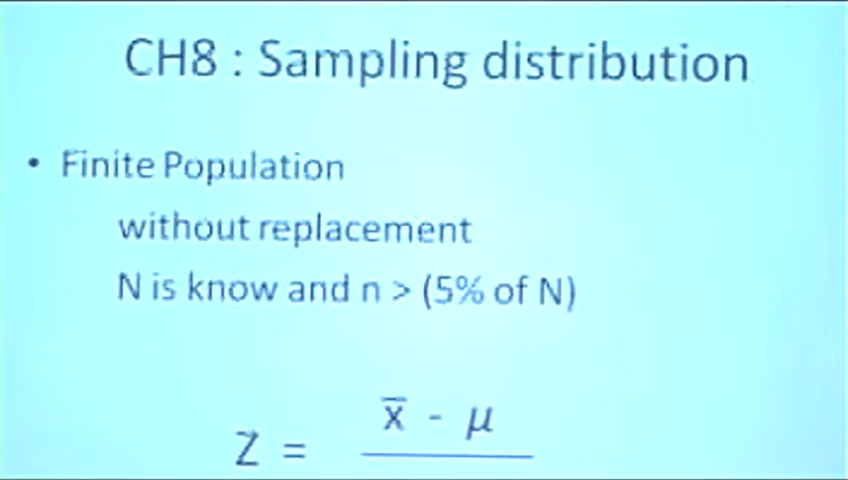 CH8 : Sampling distribution
• Finite Population
without replacement
N is know and n > (5% of N)
x̅ - μ
Z =